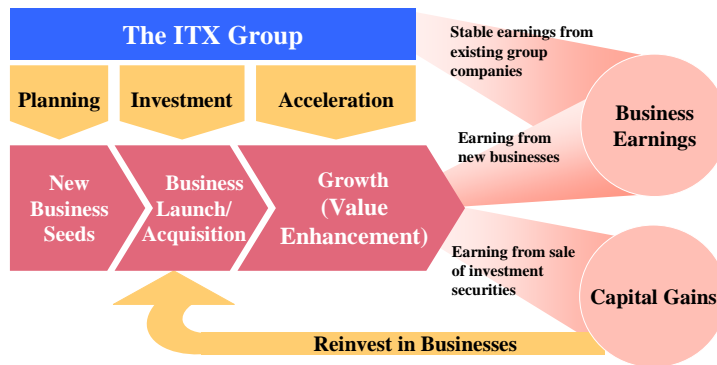 The ITX Group
Stable earnings from
existing group
companies
Planning
Investment
Acceleration
Business
Earnings
Earning from
new businesses
New
Business
Seeds
Business
Launch/
Acquisition
Growth
(Value
Enhancement)
Earning from sale
of investment
securities
Capital Gains
Reinvest in Businesses